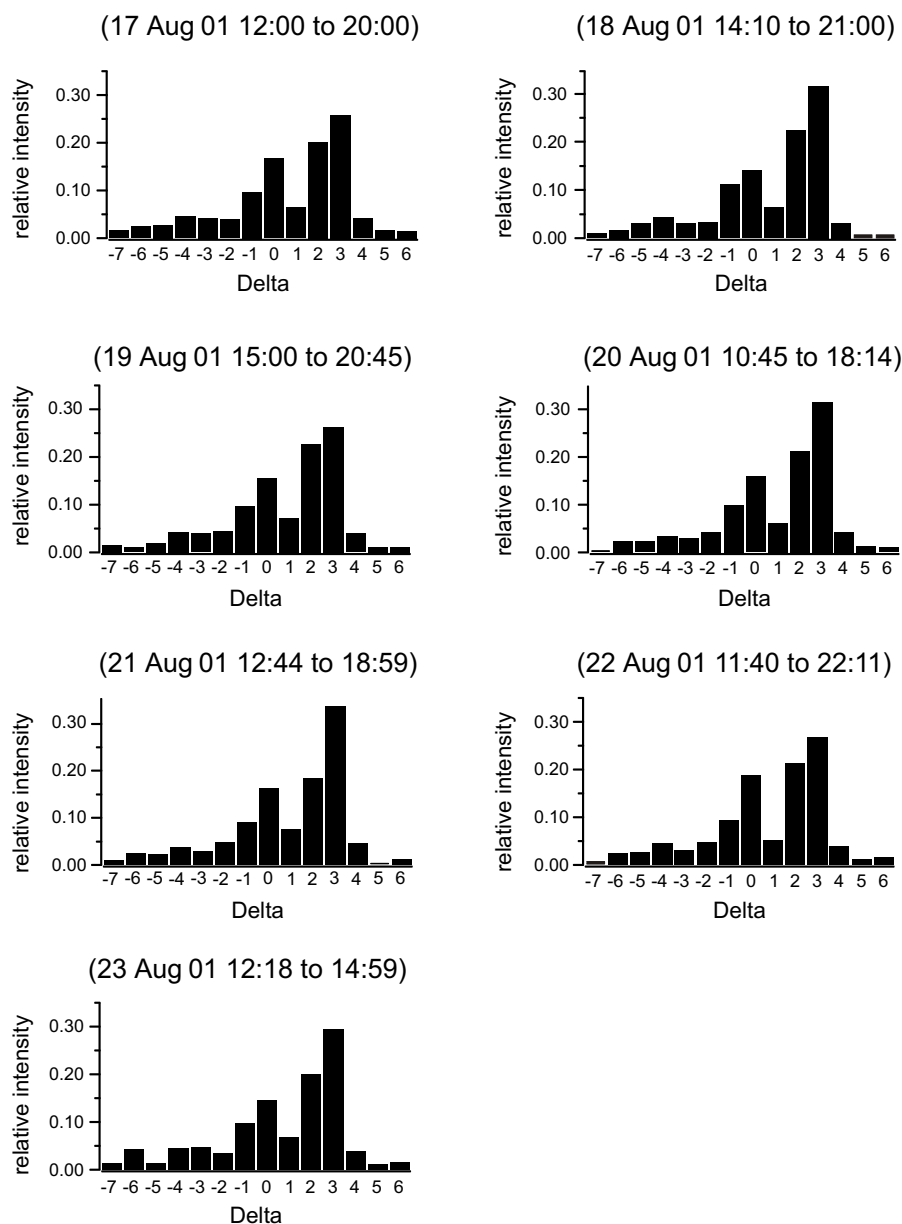 (17 Aug 01 12:00 to 20:00)
relative intensity
0.30
0.20
0.10
0.00
-7 -6 -5 -4 -3 -2 -1 0 1 2 3 4 5 6
Delta
(18 Aug 01 14:10 to 21:00)
relative intensity
0.30
0.20
0.10
0.00
-7 -6 -5 -4 -3 -2 -1 0 1 2 3 4 5 6
Delta
(19 Aug 01 15:00 to 20:45)
relative intensity
0.30
0.20
0.10
0.00
-7 -6 -5 -4 -3 -2 -1 0 1 2 3 4 5 6
Delta
(20 Aug 01 10:45 to 18:14)
relative intensity
0.30
0.20
0.10
0.00
-7 -6 -5 -4 -3 -2 -1 0 1 2 3 4 5 6
Delta
(21 Aug 01 12:44 to 18:59)
relative intensity
0.30
0.20
0.10
0.00
-7 -6 -5 -4 -3 -2 -1 0 1 2 3 4 5 6
Delta
(22 Aug 01 11:40 to 22:11)
relative intensity
0.30
0.20
0.10
0.00
-7 -6 -5 -4 -3 -2 -1 0 1 2 3 4 5 6
Delta
(23 Aug 01 12:18 to 14:59)
relative intensity
0.30
0.20
0.10
0.00
-7 -6 -5 -4 -3 -2 -1 0 1 2 3 4 5 6
Delta